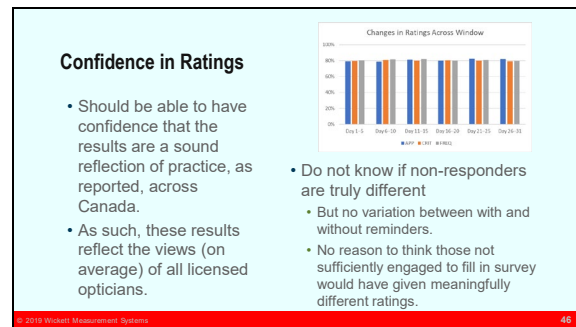 Confidence in Ratings
• Should be able to have
confidence that the
results are a sound
reflection of practice, as
reported, across
Canada.
• As such, these results
reflect the views (on
average) of all licensed
opticians.
Changes in Ratings Across Window
100%
80%
60%
40%
20%
0%
Day 1-5 Day 6-10 Day 11-15 Day 16-20 Day 21-25 Day 26-31
APP CRIT FREQ
• Do not know if non-responders
are truly different
• But no variation between with and
without reminders.
• No reason to think those not
sufficiently engaged to fill in survey
would have given meaningfully
different ratings.
© 2019 Wickett Measurement Systems
46